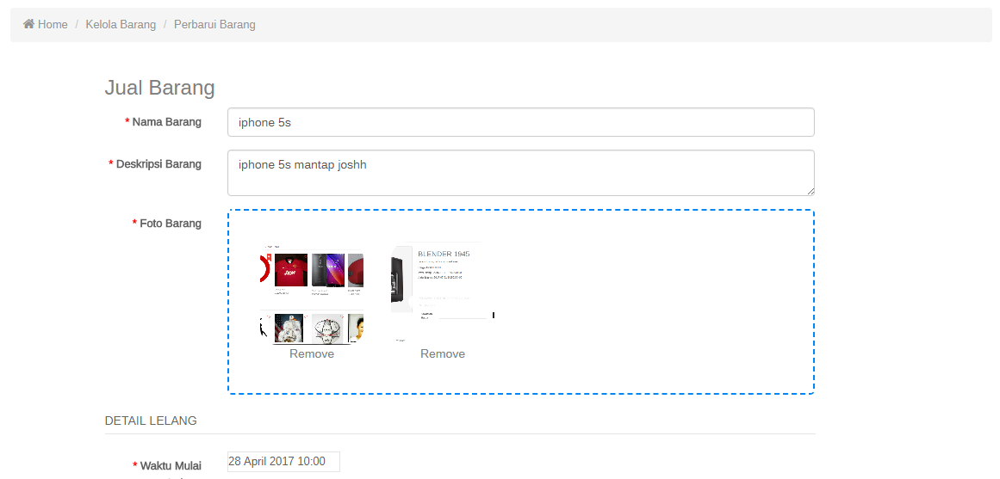 Home / Kelola Barang / Perbarui Barang
Jual Barang
* Nama Barang
iphone 5s
* Deskripsi Barang
iphone 5s mantap joshh
* Foto Barang
BLENDER 1945
Remove
Remove
DETAIL LELANG
* Waktu Mulai
28 April 2017 10:00